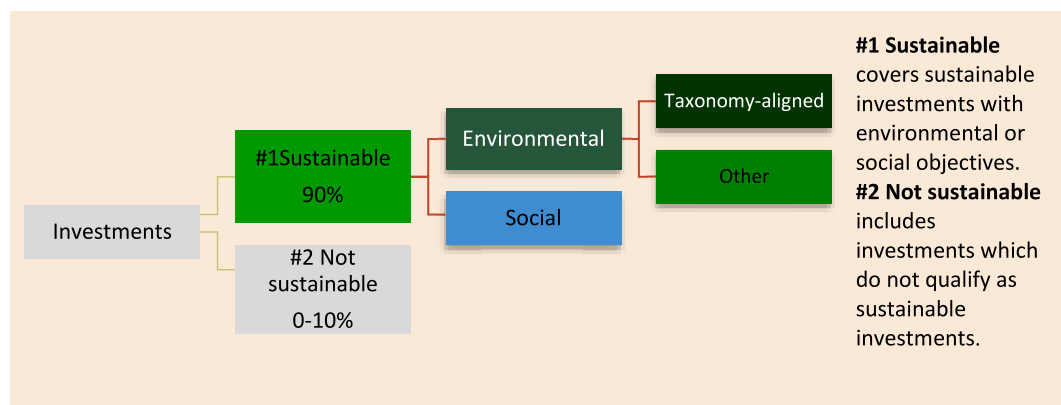 Investments
#1Sustainable
90%
#2 Not
sustainable
0-10%
Environmental
Social
Taxonomy-aligned
Other
#1 Sustainable
covers sustainable
investments with
environmental or
social objectives.
#2 Not sustainable
includes
investments which
do not qualify as
sustainable
investments.